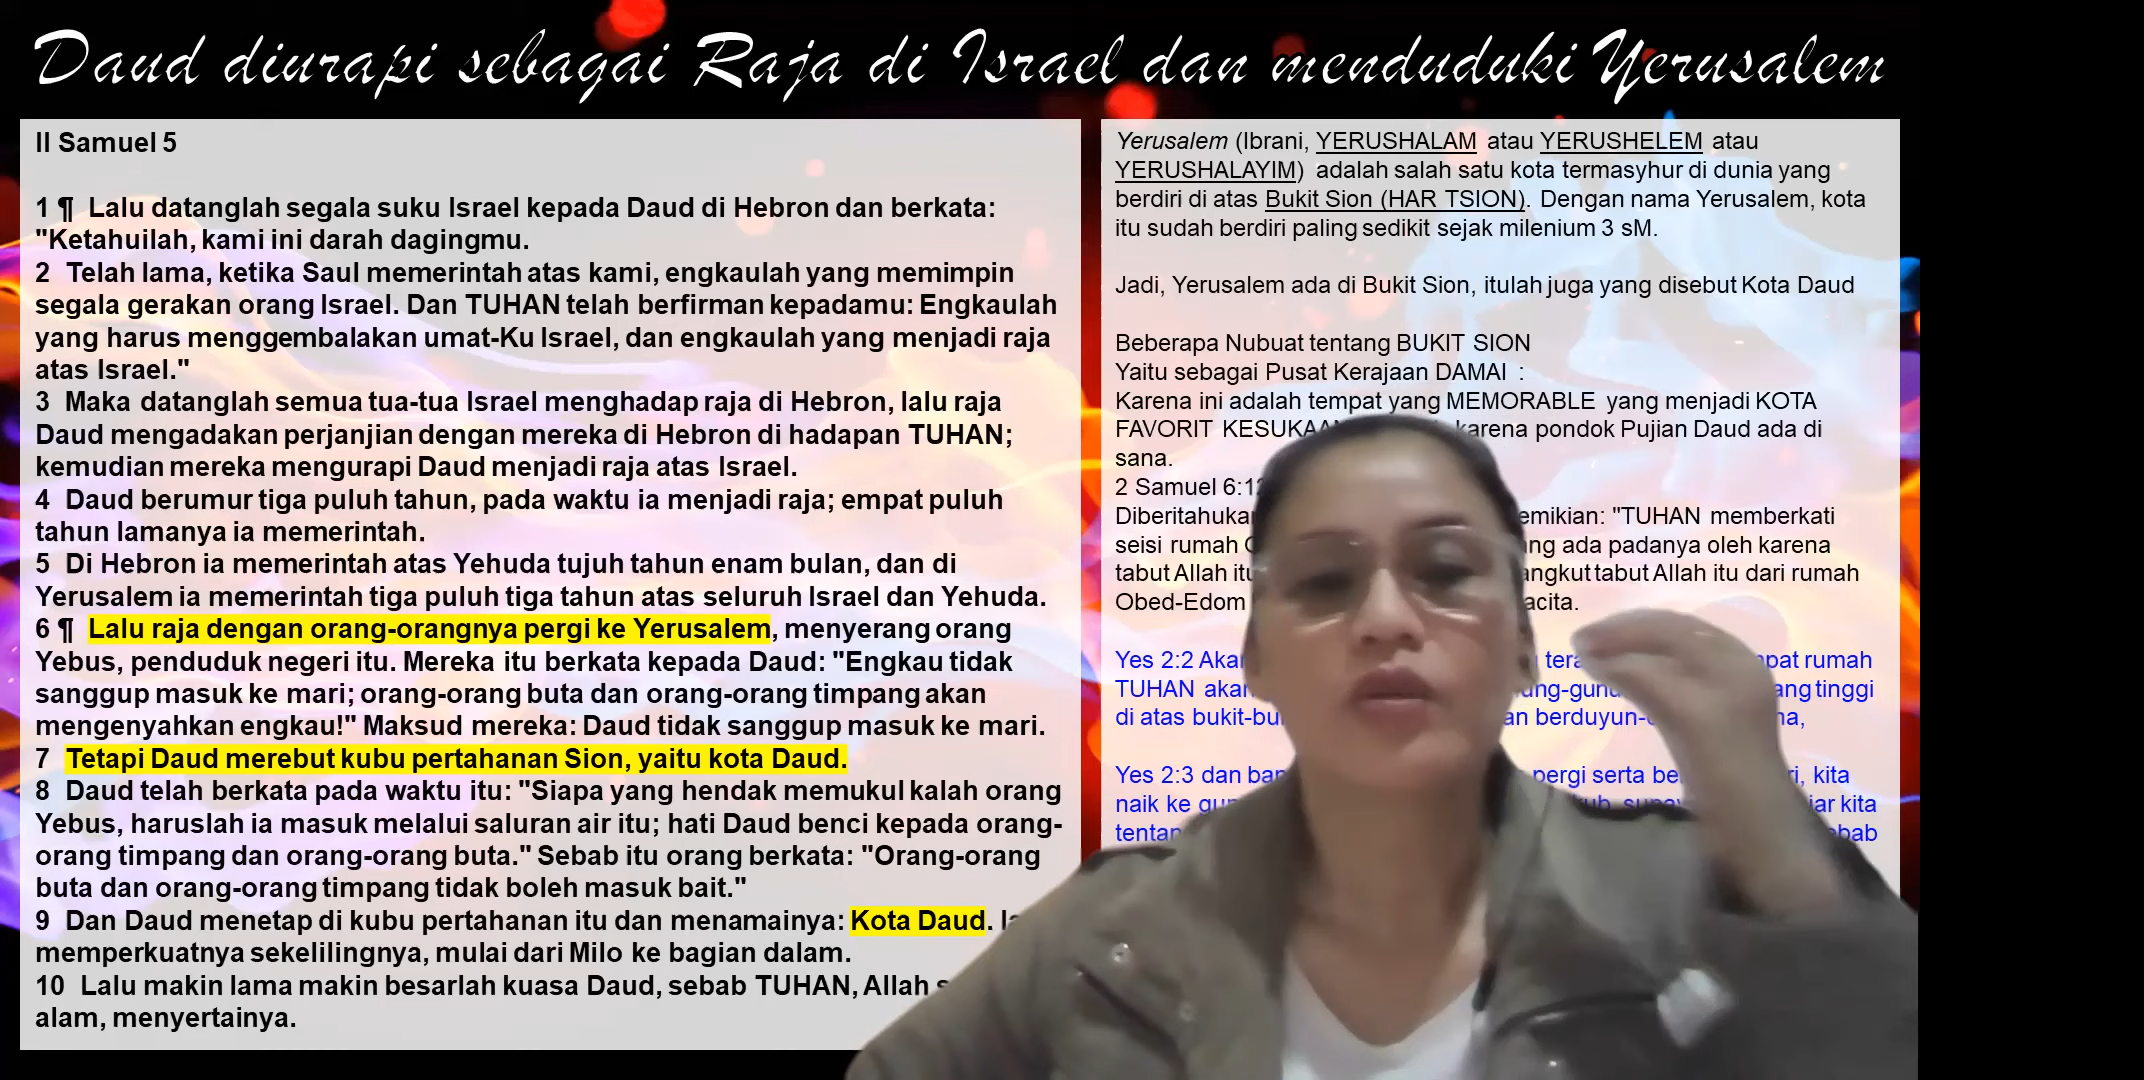 Daud diurapi sebagai Raja di Israel dan menduduki Yerusalem
II Samuel 5
1 ¶ Lalu datanglah segala suku Israel kepada Daud di Hebron dan berkata:
"Ketahuilah, kami ini darah dagingmu.
2 Telah lama, ketika Saul memerintah atas kami, engkaulah yang memimpin
segala gerakan orang Israel. Dan TUHAN telah berfirman kepadamu: Engkaulah
yang harus menggembalakan umat-Ku Israel, dan engkaulah yang menjadi raja
atas Israel."
3 Maka datanglah semua tua-tua Israel menghadap raja di Hebron, lalu raja
Daud mengadakan perjanjian dengan mereka di Hebron di hadapan TUHAN;
kemudian mereka mengurapi Daud menjadi raja atas Israel.
4 Daud berumur tiga puluh tahun, pada waktu ia menjadi raja; empat puluh
tahun lamanya ia memerintah.
5 Di Hebron ia memerintah atas Yehuda tujuh tahun enam bulan, dan di
Yerusalem ia memerintah tiga puluh tiga tahun atas seluruh Israel dan Yehuda.
6 ¶ Lalu raja dengan orang-orangnya pergi ke Yerusalem, menyerang orang
Yebus, penduduk negeri itu. Mereka itu berkata kepada Daud: "Engkau tidak
sanggup masuk ke mari; orang-orang buta dan orang-orang timpang akan
mengenyahkan engkau!" Maksud mereka: Daud tidak sanggup masuk ke mari.
7 Tetapi Daud merebut kubu pertahanan Sion, yaitu kota Daud.
8 Daud telah berkata pada waktu itu: "Siapa yang hendak memukul kalah orang
Yebus, haruslah ia masuk melalui saluran air itu; hati Daud benci kepada orang-
orang timpang dan orang-orang buta." Sebab itu orang berkata: "Orang-orang
buta dan orang-orang timpang tidak boleh masuk bait."
9 Dan Daud menetap di kubu pertahanan itu dan menamainya: Kota Daud.
memperkuatnya sekelilingnya, mulai dari Milo ke bagian dalam.
10 Lalu makin lama makin besarlah kuasa Daud, sebab TUHAN, Allah
alam, menyertainya.
Yerusalem (Ibrani, YERUSHALAM atau YERUSHELEM atau
YERUSHALAYIM) adalah salah satu kota termasyhur di dunia yang
berdiri di atas Bukit Sion (HAR TSION). Dengan nama Yerusalem, kota
itu sudah berdiri paling sedikit sejak milenium 3 sM.
Jadi, Yerusalem ada di Bukit Sion, itulah juga yang disebut Kota Daud
Beberapa Nubuat tentang BUKIT SION
Yaitu sebagai Pusat Kerajaan DAMAI :
Karena ini adalah tempat yang MEMORABLE yang menjadi KOTA
FAVORIT karena pondok Pujian Daud ada di
sana.
2 Samuel
"TUHAN memberkati
seisi rumah ada padanya oleh karena
tabut Allah tabut Allah itu dari rumah
Obed-Edom
Yes 2:2 rumah
TUHAN tinggi
di atas
Yes 2:3 dan pergi serta kita
naik ke kita